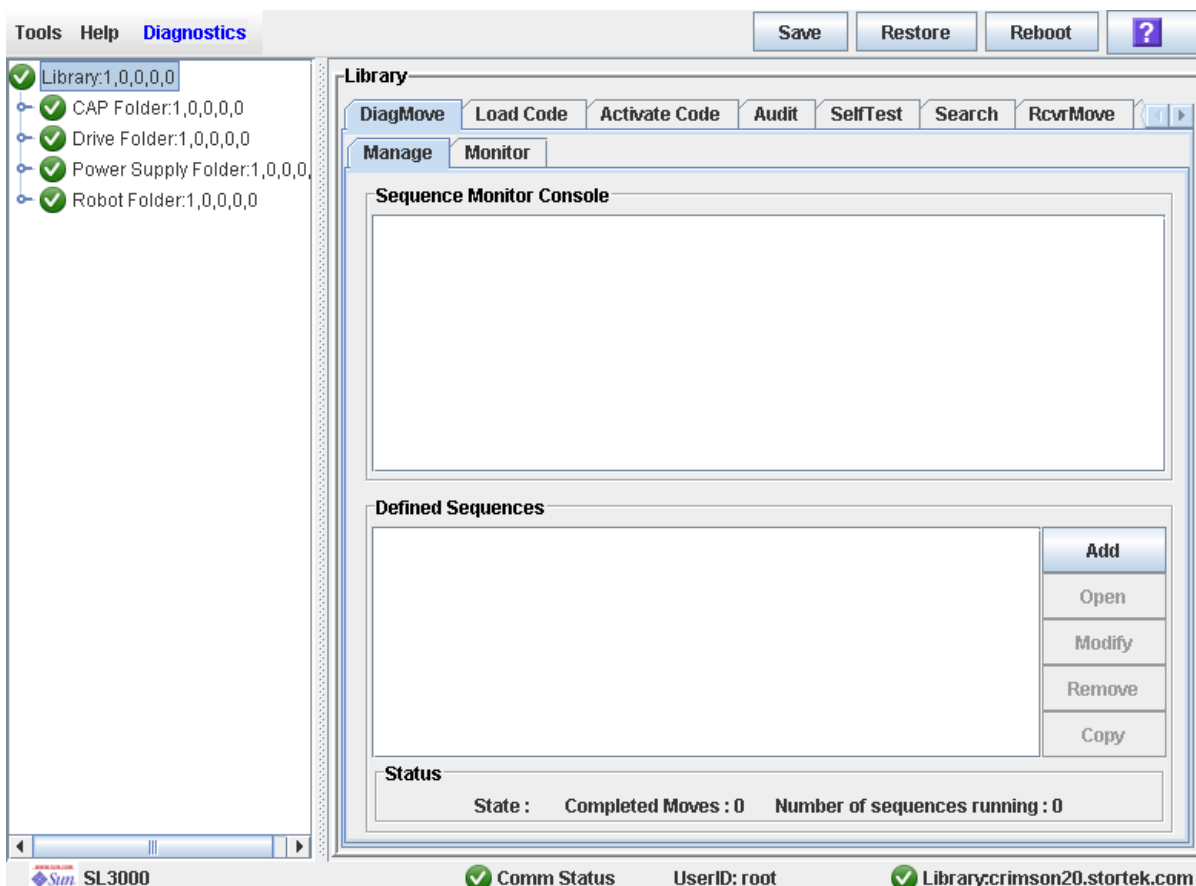 Tools Help Diagnostics Save Restore Reboot ?
Library:1,0,0,0,0
CAP Folder:1,0,0,0,0
Drive Folder:1,0,0,0,0
Power Supply Folder:1,0,0,0,
Robot Folder:1,0,0,0,0
Library
DiagMove Load Code Activate Code Audit SelfTest Search RcvrMove
Manage Monitor
Sequence Monitor Console
Defined Sequences
Add
Open
Modify
Remove
Copy
Status
State : Completed Moves : 0 Number of sequences running : 0
Sun SL3000 Comm Status UserID: root Library:crimson20.stortek.com